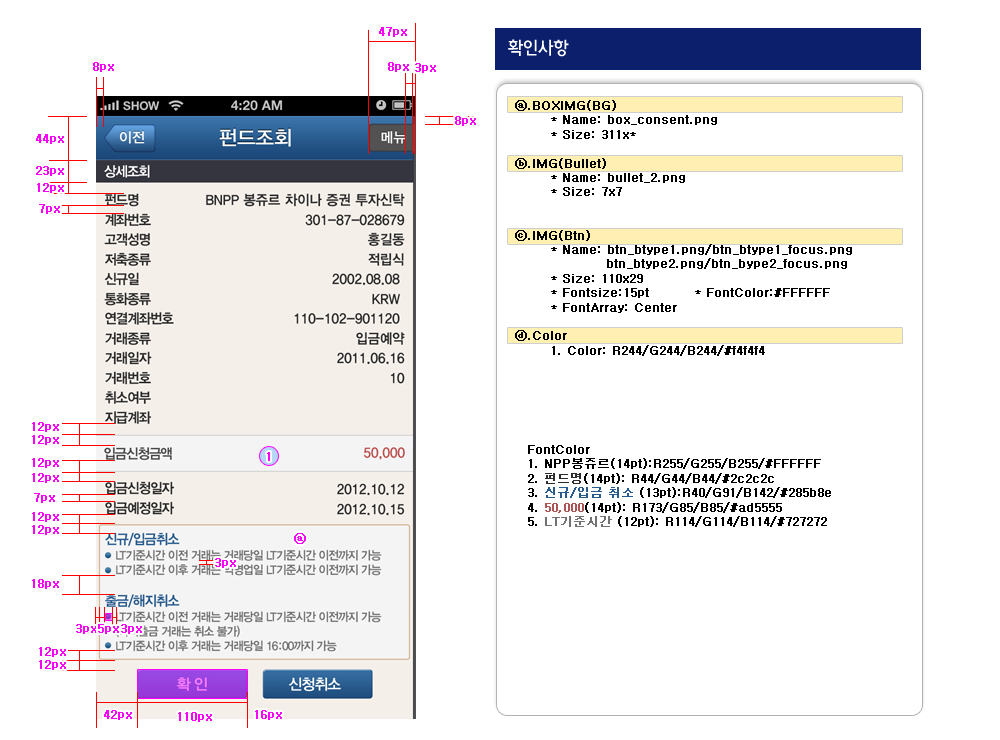 47px
8px
8px
3px
SHOW
4:20 AM
8px
44px
이전
펀드조회
메뉴
23px
상세조회
12px
펀드명
BNPP 봉쥬르 차이나 증권 투자신탁
7px
계좌번호
301-87-028679
고객성명
홍길동
저축종류
적립식
신규일
2002.08.08
통화종류
KRW
연결계좌번호
110-102-901120
거래종류
입금예약
거래일자
2011.06.16
거래번호
10
취소여부
지급계좌
12px
12px
입금신청금액
1
50,000
12px
12px
입금신청일자
2012.10.12
7px
입금예정일자
2012.10.15
12px
12px
신규/입금취소
ⓐ
LT기준시간 이전 거래는 거래당일 LT기준시간 이전까지 가능
3px
LT기준시간 이후 거래는 익영업일 LT기준시간 이전까지 가능
18px
출금/해지취소
LT기준시간 이전 거래는 거래당일 LT기준시간 이전까지 가능
출금 거래는 취소 불가)
3px5px3px
LT기준시간 이후 거래는 거래당일 16:00까지 가능
12px
12px
확 인
신청취소
42px
110px
16px
확인사항
ⓐ.BOXIMG(BG)
* Name: box_consent.png
* Size: 311x*
ⓑ.IMG(Bullet)
* Name: bullet_2.png
* Size: 7x7
ⓒ.IMG(Btn)
* Name: btn_btype1.png/btn_btype1_focus.png
btn_btype2.png/btn_bype2_focus.png
* Size: 110x29
* Fontsize:15pt * FontColor:#FFFFFF
* FontArray: Center
ⓓ.Color
1. Color: R244/G244/B244/#f4f4f4
FontColor
1. NPP봉쥬르(14pt):R255/G255/B255/#FFFFFF
2. 펀드명(14pt): R44/G44/B44/#2c2c2c
3. 신규/입금 취소 (13pt):R40/G91/B142/#285b8e
4. 50,000(14pt): R173/G85/B85/#ad5555
5. LT기준시간 (12pt): R114/G114/B114/#727272